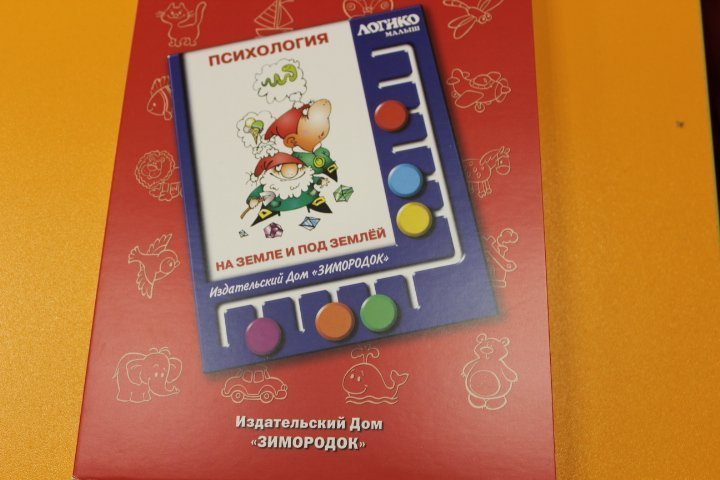 ЛОГИКО
МАЛЫШ
ПСИХОЛОГИЯ
НА ЗЕМЛЕ И ПОД ЗЕМЛЁЙ
Издательский Дом «ЗИМОРОДОК»
Издательский Дом
«ЗИМОРОДОК»